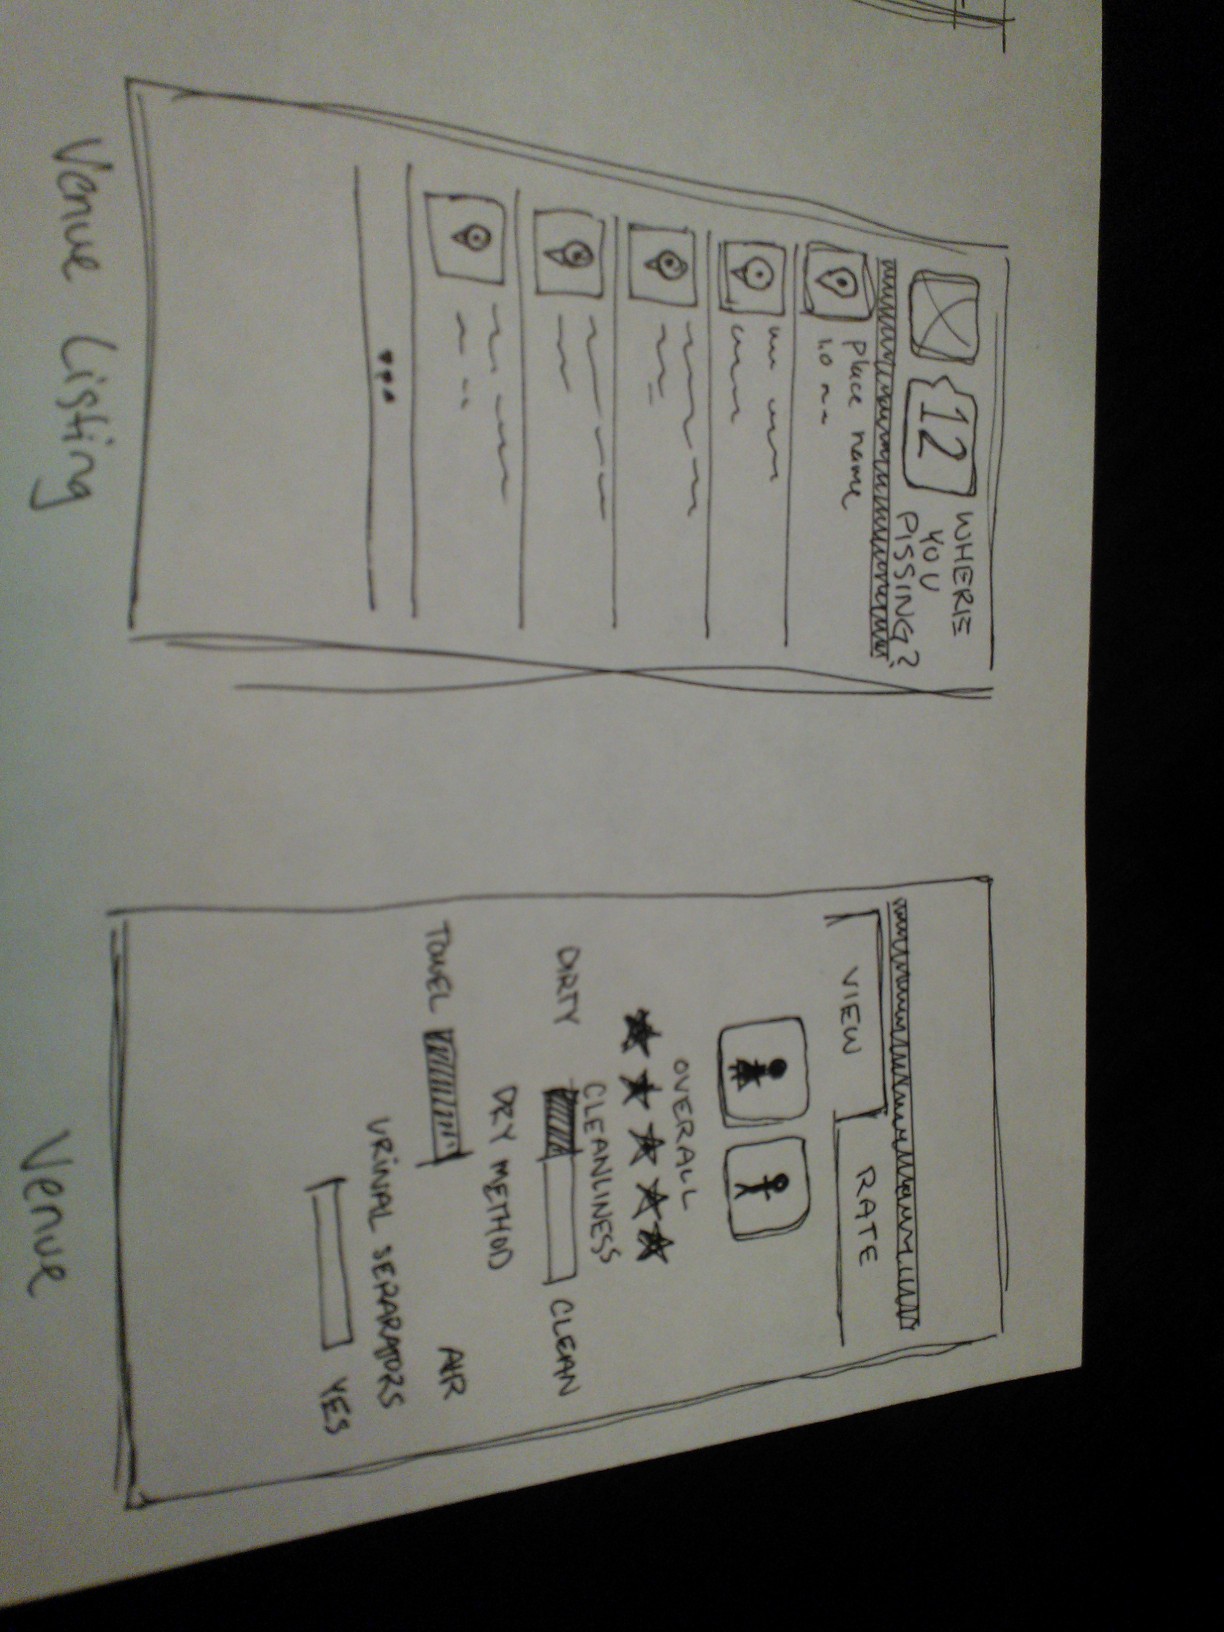 12
WHERE
YOU
PISSING?
place name
1.0
Venue Listing
VIEW
RATE
OVERALL
CLEANLINESS
DIRTY CLEAN
DRY METHOD
TOWEL AIR
URINAL SEPARATORS
YES
Venue